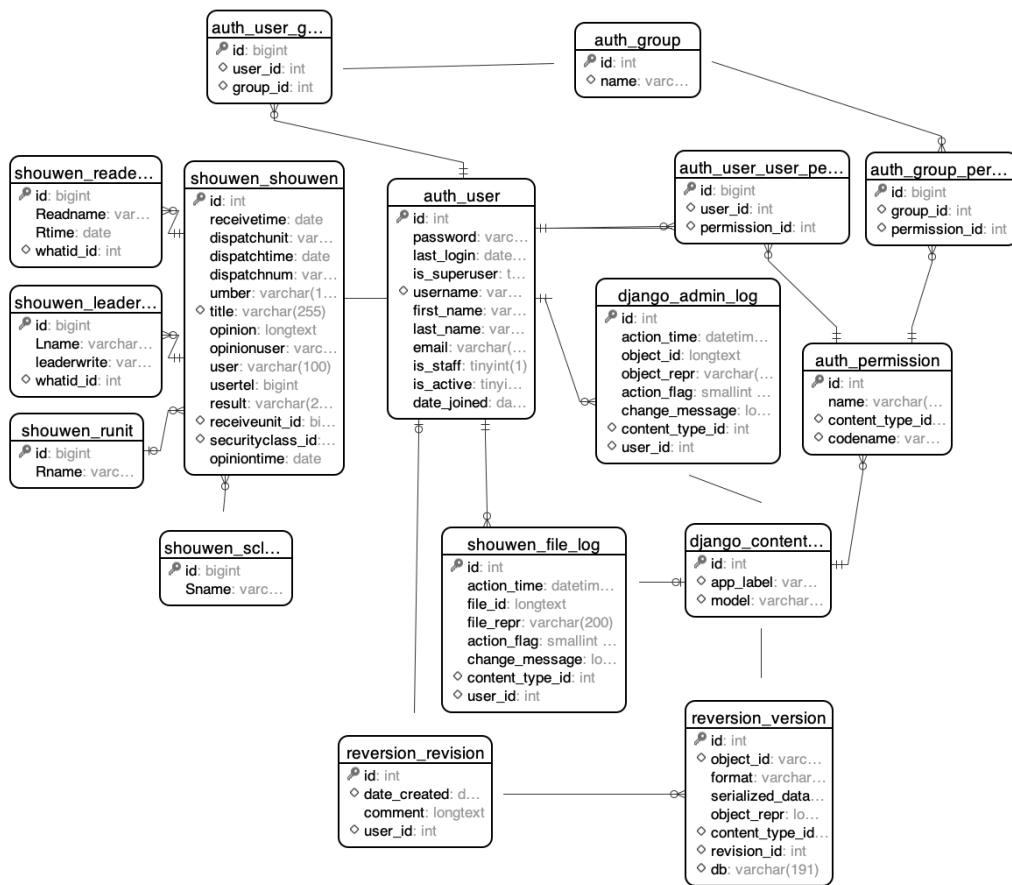 auth_user_g...
id: bigint
user_id: int
group_id: int
auth_group
id: int
name: varc...
shouwen_reade...
id: bigint
Readname: var...
Rtime: date
whatid_id: int
shouwen_shouwen
id: int
receivetime: date
dispatchunit: var...
dispatchtime: date
dispatchnum: var...
umber: varchar(1...
title: varchar(255)
opinion: longtext
opinionuser: varc...
user: varchar(100)
usertel: bigint
result: varchar(2...
receiveunit_id: bi...
securityclass_id:...
opiniontime: date
auth_user
id: int
password: varc...
last_login: date...
is_superuser: t...
username: var...
first_name: var...
last_name: var...
email: varchar(...
is_staff: tinyint(1)
is_active: tinyi...
date_joined: da...
auth_user_user_pe...
id: bigint
user_id: int
permission_id: int
auth_group_per...
id: bigint
group_id: int
permission_id: int
shouwen_leader...
id: bigint
Lname: varchar...
leaderwrite: var...
whatid_id: int
django_admin_log
id: int
action_time: datetim...
object_id: longtext
object_repr: varchar(...
action_flag: smallint ...
change_message: lo...
content_type_id: int
user_id: int
auth_permission
id: int
name: varchar(...
content_type_id...
codename: var...
shouwen_runit
id: bigint
Rname: varc...
shouwen_scl...
id: bigint
Sname: varc...
shouwen_file_log
id: int
action_time: datetim...
file_id: longtext
file_repr: varchar(200)
action_flag: smallint ...
change_message: lo...
content_type_id: int
user_id: int
django_content...
id: int
app_label: var...
model: varchar...
reversion_revision
id: int
date_created: d...
comment: longtext
user_id: int
reversion_version
id: int
object_id: varc...
format: varchar...
serialized_data...
object_repr: lo...
content_type_id...
revision_id: int
db: varchar(191)